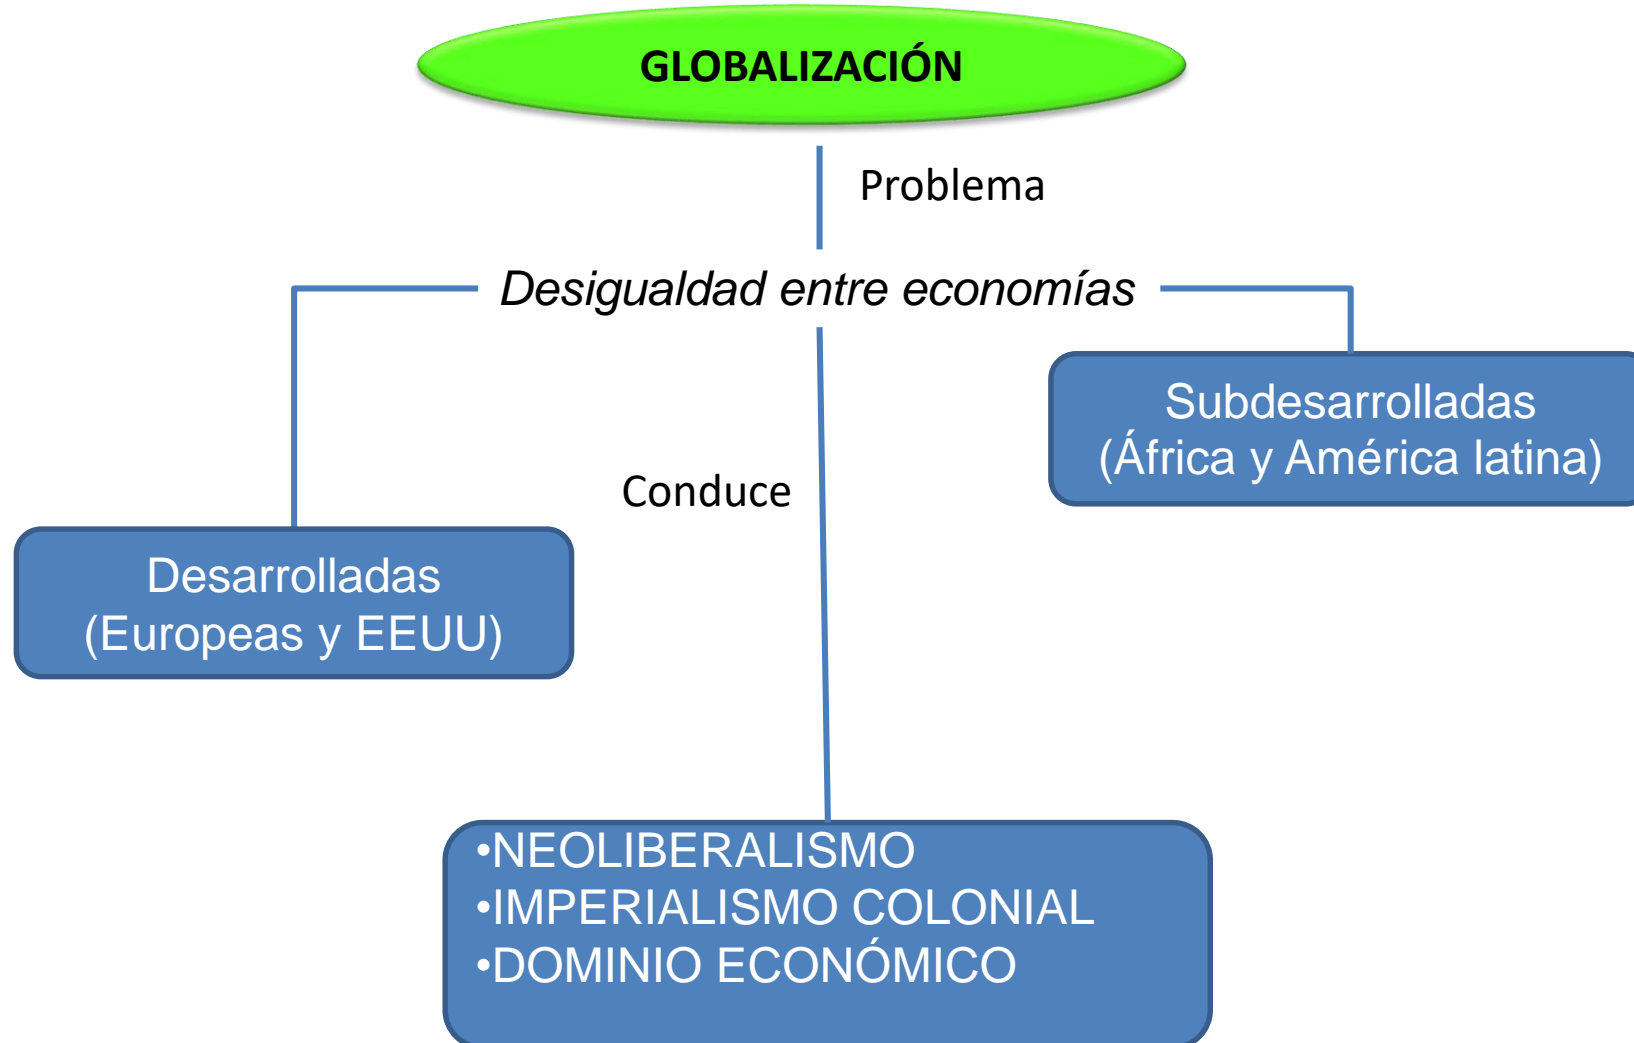 GLOBALIZACIÓN
Problema
Desigualdad entre economías
Subdesarrolladas
(África y América latina)
Conduce
Desarrolladas
(Europeas y EEUU)
•NEOLIBERALISMO
•IMPERIALISMO COLONIAL
•DOMINIO ECONÓMICO